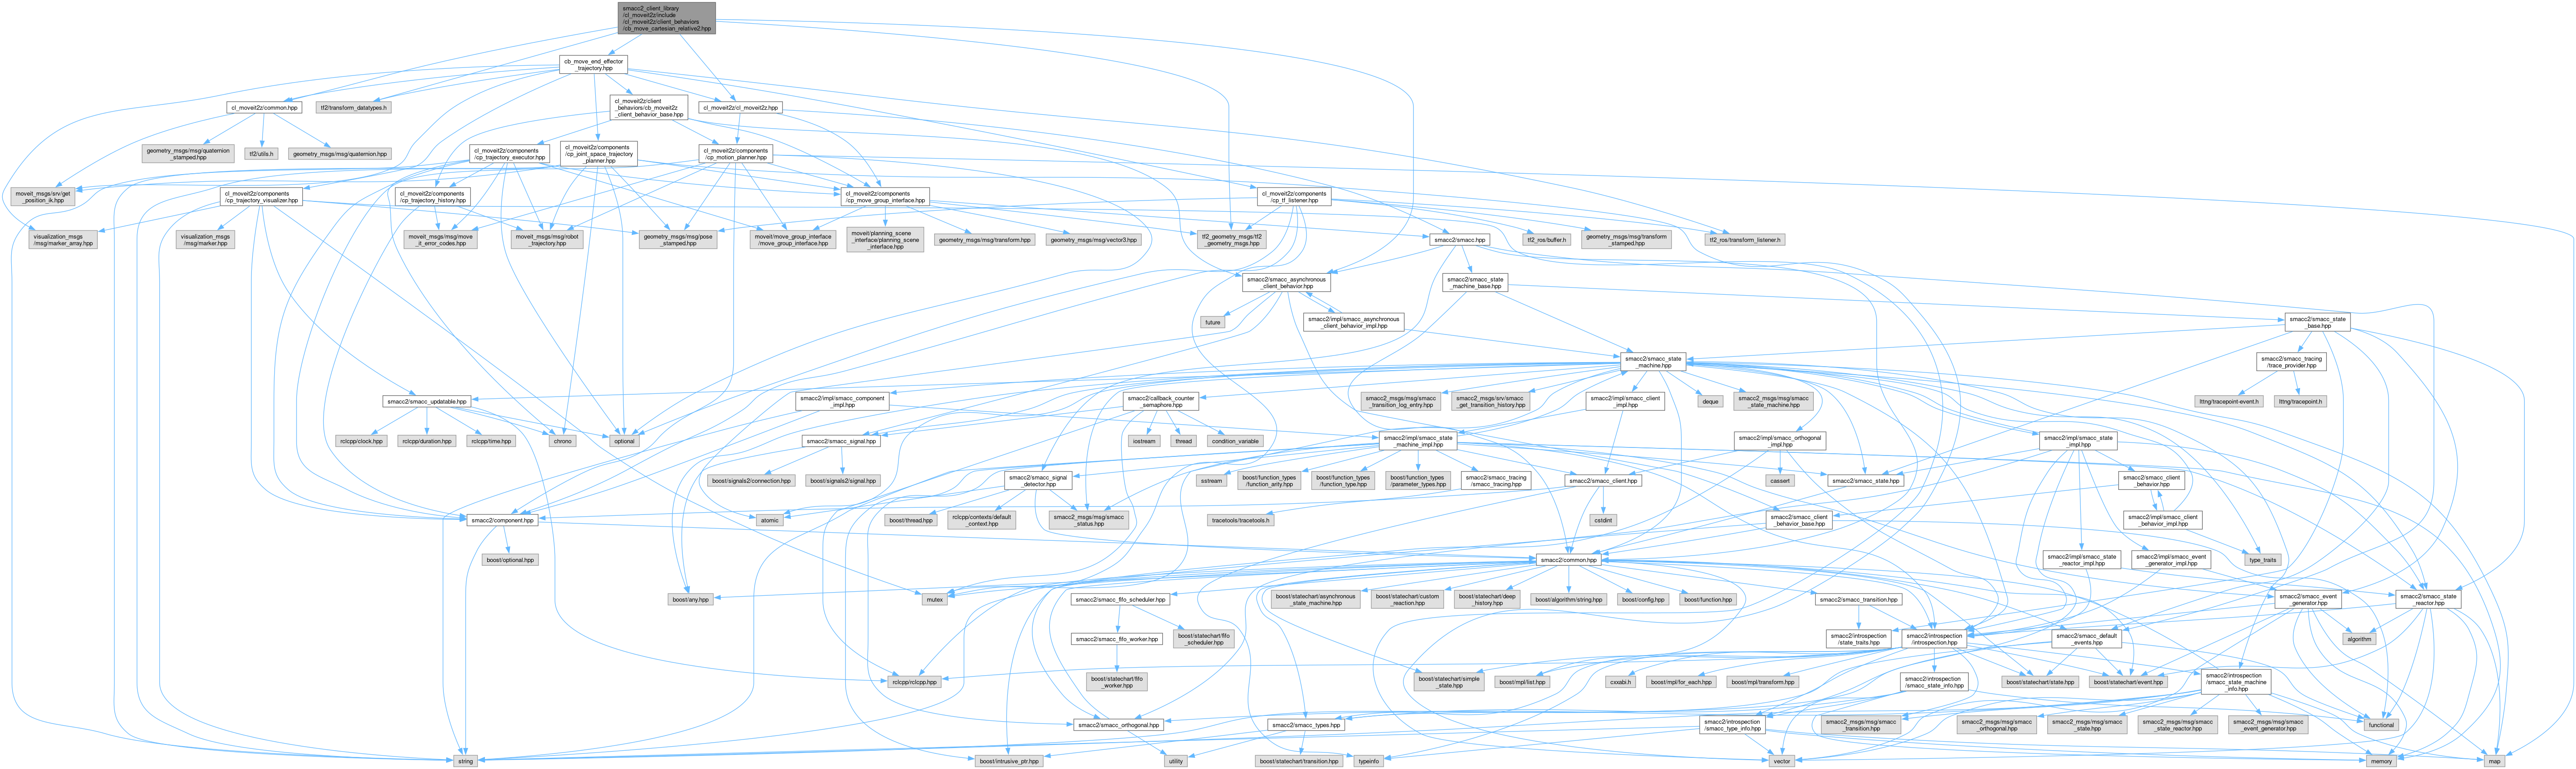 smacc2_client_library
/cl_moveit2z/include
/cl_moveit2z/client_behaviors
/cb_move_cartesian_relative2.hpp
cb_move_end_effector
_trajectory.hpp
cl_moveit2z/common.hpp
tf2/transform_datatypes.h
cl_moveit2z/client
_behaviors/cb_moveit2z
_client_behavior_base.hpp
cl_moveit2z/cl_moveit2z.hpp
geometry_msgs/msg/quaternion
_stamped.hpp
tf2/utils.h
geometry_msgs/msg/quaternion.hpp
cl_moveit2z/components
/cp_trajectory_executor.hpp
cl_moveit2z/components
/cp_joint_space_trajectory
_planner.hpp
cl_moveit2z/components
/cp_motion_planner.hpp
moveit_msgs/srv/get
_position_ik.hpp
cl_moveit2z/components
/cp_trajectory_visualizer.hpp
cl_moveit2z/components
/cp_trajectory_history.hpp
cl_moveit2z/components
/cp_move_group_interface.hpp
cl_moveit2z/components
/cp_tf_listener.hpp
visualization_msgs
/msg/marker_array.hpp
visualization_msgs
/msg/marker.hpp
moveit_msgs/msg/move
_it_error_codes.hpp
moveit_msgs/msg/robot
_trajectory.hpp
geometry_msgs/msg/pose
_stamped.hpp
moveit/move_group_interface
/move_group_interface.hpp
moveit/planning_scene
_interface/planning_scene
_interface.hpp
geometry_msgs/msg/transform.hpp
geometry_msgs/msg/vector3.hpp
tf2_geometry_msgs/tf2
_geometry_msgs.hpp
smacc2/smacc.hpp
tf2_ros/buffer.h
geometry_msgs/msg/transform
_stamped.hpp
tf2_ros/transform_listener.h
smacc2/smacc_asynchronous
_client_behavior.hpp
smacc2/smacc_state
_machine_base.hpp
future
smacc2/impl/smacc_asynchronous
_client_behavior_impl.hpp
smacc2/smacc_state
_base.hpp
smacc2/smacc_state
_machine.hpp
smacc2/smacc_tracing
/trace_provider.hpp
smacc2/smacc_updatable.hpp
smacc2/impl/smacc_component
_impl.hpp
smacc2/callback_counter
_semaphore.hpp
smacc2_msgs/msg/smacc
_transition_log_entry.hpp
smacc2_msgs/srv/smacc
_get_transition_history.hpp
smacc2/impl/smacc_client
_impl.hpp
deque
smacc2_msgs/msg/smacc
_state_machine.hpp
lttng/tracepoint-event.h
lttng/tracepoint.h
rclcpp/clock.hpp
rclcpp/duration.hpp
rclcpp/time.hpp
chrono
optional
smacc2/smacc_signal.hpp
iostream
thread
condition_variable
smacc2/impl/smacc_state
_machine_impl.hpp
smacc2/impl/smacc_orthogonal
_impl.hpp
smacc2/impl/smacc_state
_impl.hpp
boost/signals2/connection.hpp
boost/signals2/signal.hpp
smacc2/smacc_signal
_detector.hpp
sstream
boost/function_types
/function_arity.hpp
boost/function_types
/function_type.hpp
boost/function_types
/parameter_types.hpp
smacc2/smacc_tracing
/smacc_tracing.hpp
smacc2/smacc_client.hpp
cassert
smacc2/smacc_state.hpp
smacc2/smacc_client
_behavior.hpp
smacc2/component.hpp
atomic
boost/thread.hpp
rclcpp/contexts/default
_context.hpp
smacc2_msgs/msg/smacc
_status.hpp
tracetools/tracetools.h
cstdint
smacc2/smacc_client
_behavior_base.hpp
smacc2/impl/smacc_client
_behavior_impl.hpp
boost/optional.hpp
smacc2/common.hpp
smacc2/impl/smacc_state
_reactor_impl.hpp
smacc2/impl/smacc_event
_generator_impl.hpp
type_traits
boost/any.hpp
mutex
smacc2/smacc_fifo_scheduler.hpp
boost/statechart/asynchronous
_state_machine.hpp
boost/statechart/custom
_reaction.hpp
boost/statechart/deep
_history.hpp
boost/algorithm/string.hpp
boost/config.hpp
boost/function.hpp
smacc2/smacc_transition.hpp
smacc2/smacc_event
_generator.hpp
smacc2/smacc_state
_reactor.hpp
smacc2/smacc_fifo_worker.hpp
boost/statechart/fifo
_scheduler.hpp
smacc2/introspection
/state_traits.hpp
smacc2/introspection
/introspection.hpp
smacc2/smacc_default
_events.hpp
algorithm
rclcpp/rclcpp.hpp
boost/statechart/fifo
_worker.hpp
boost/statechart/simple
_state.hpp
boost/mpl/list.hpp
cxxabi.h
boost/mpl/for_each.hpp
boost/mpl/transform.hpp
smacc2/introspection
/smacc_state_info.hpp
boost/statechart/state.hpp
boost/statechart/event.hpp
smacc2/introspection
/smacc_state_machine
_info.hpp
smacc2/smacc_orthogonal.hpp
smacc2/smacc_types.hpp
smacc2/introspection
/smacc_type_info.hpp
smacc2_msgs/msg/smacc
_transition.hpp
smacc2_msgs/msg/smacc
_orthogonal.hpp
smacc2_msgs/msg/smacc
_state.hpp
smacc2_msgs/msg/smacc
_state_reactor.hpp
smacc2_msgs/msg/smacc
_event_generator.hpp
functional
string
boost/intrusive_ptr.hpp
utility
boost/statechart/transition.hpp
typeinfo
vector
memory
map